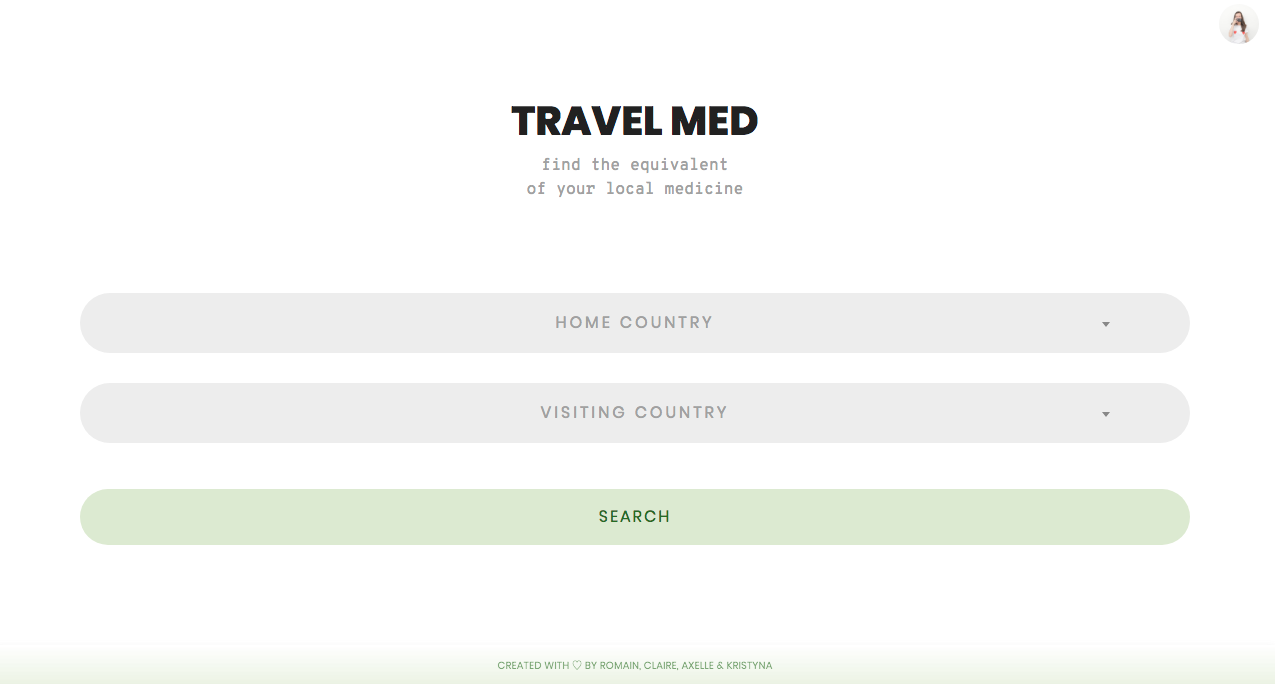 TRAVEL MED
find the equivalent
of your local medicine
HOME COUNTRY
VISITING COUNTRY
SEARCH
CREATED WITH ♡ BY ROMAIN, CLAIRE, AXELLE & KRISTYNA